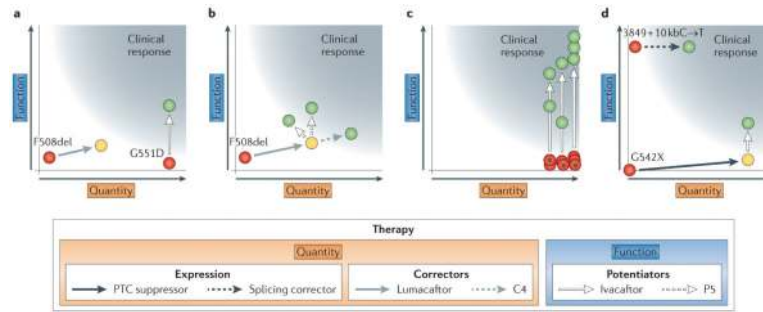 a
b
c
d
Clinical
response
Function
F508del
G551D
Quantity
Clinical
response
Function
F508del
Quantity
Clinical
response
Function
Quantity
3849+10kbC→T
Clinical
response
Function
G542X
Quantity
Therapy
Quantity
Function
Expression
Correctors
Potentiators
PTC suppressor
Splicing corrector
Lumacaftor
C4
Ivacaftor
P5